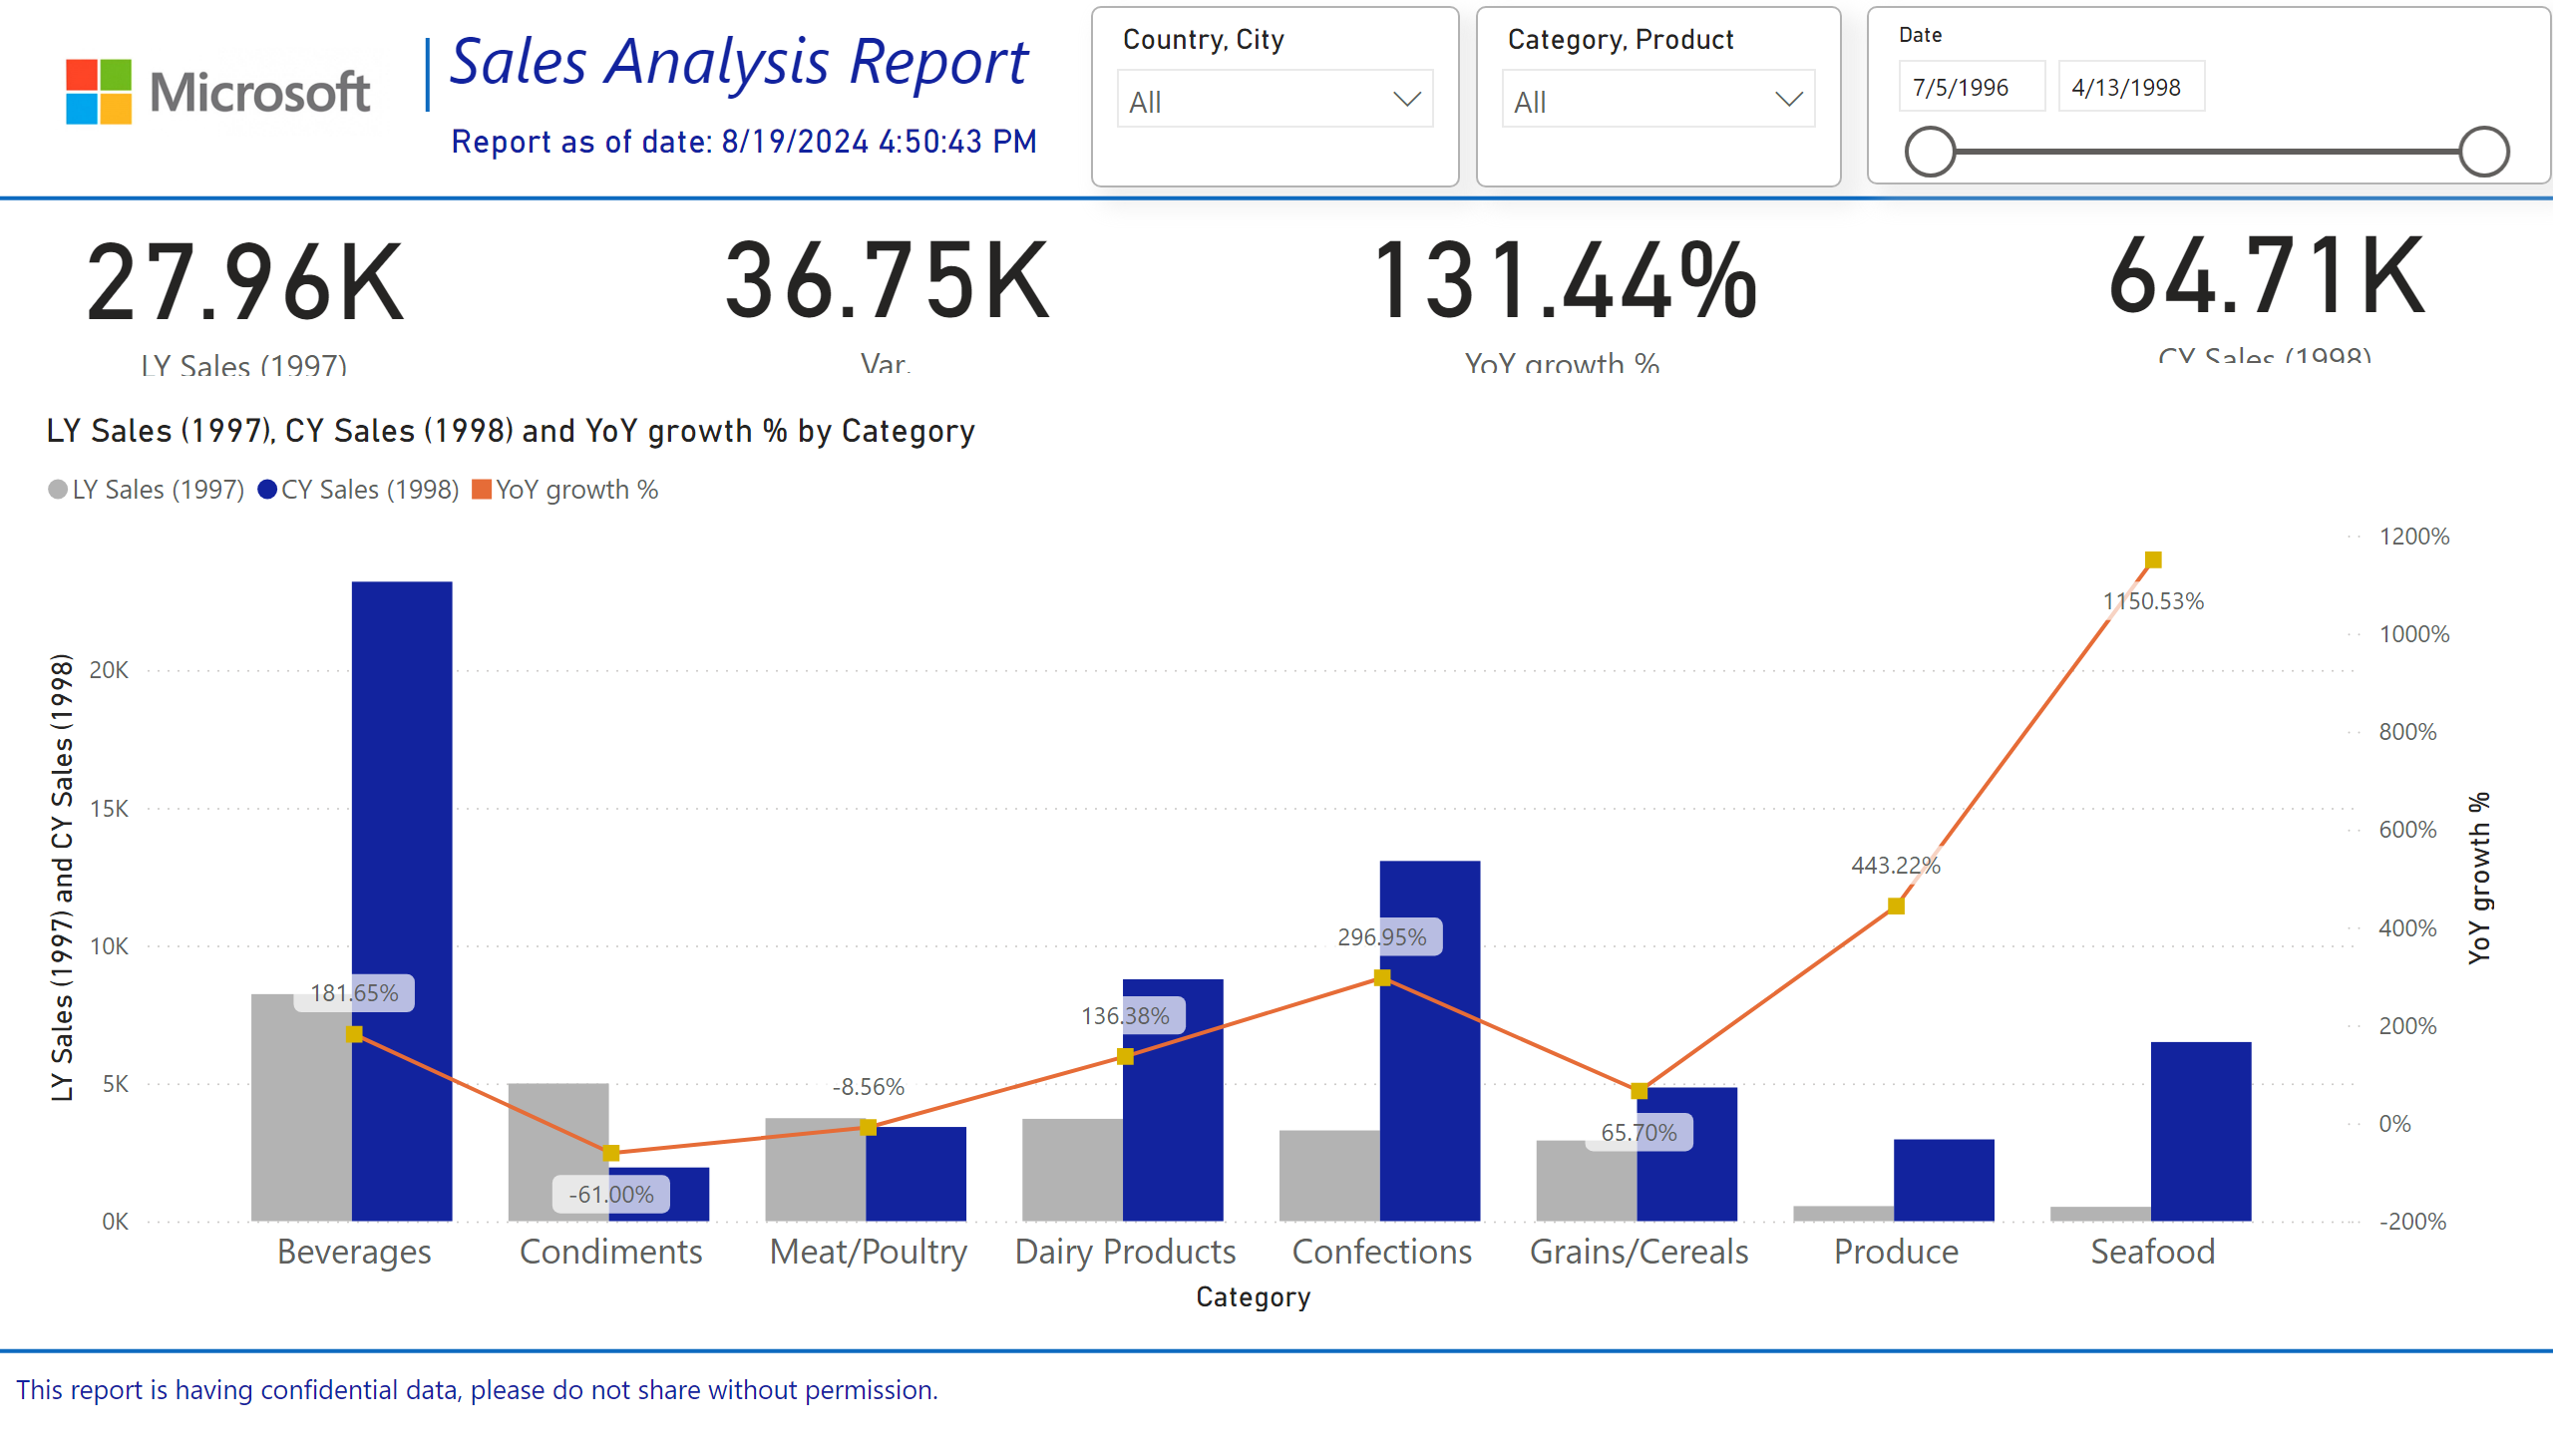 Microsoft
Sales Analysis Report
Report as of date: 8/19/2024 4:50:43 PM
Country, City
All
Category, Product
All
Date
7/5/1996
4/13/1998
27.96K
LY Sales (1997)
36.75K
Var.
131.44%
YoY growth %
64.71K
CY Sales (1998)
LY Sales (1997), CY Sales (1998) and YoY growth % by Category
LY Sales (1997) CY Sales (1998) YoY growth %
LY Sales (1997) and CY Sales (1998)
20K
15K
10K
5K
0K
181.65%
-61.00%
-8.56%
136.38%
296.95%
65.70%
443.22%
1150.53%
1200%
1000%
800%
600%
400%
200%
0%
-200%
YoY growth %
Beverages
Condiments
Meat/Poultry
Dairy Products
Confections
Grains/Cereals
Produce
Seafood
Category
This report is having confidential data, please do not share without permission.